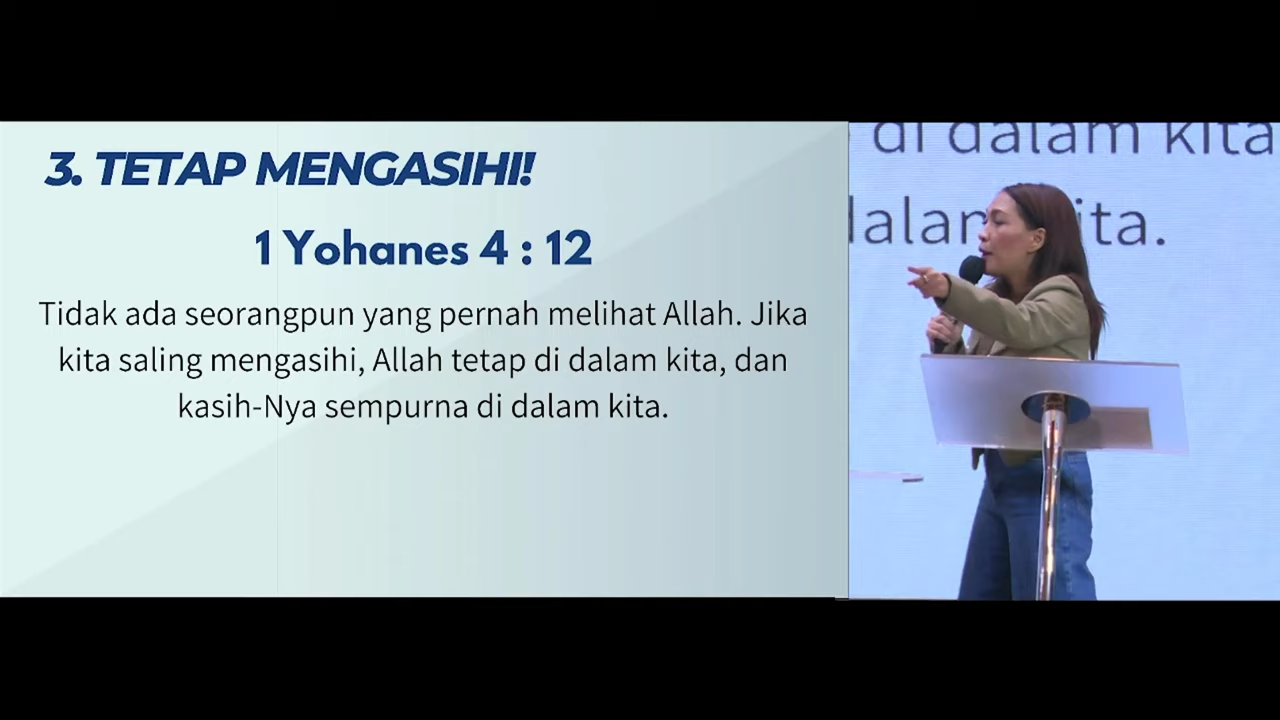 3. TETAP MENGASIHI!
1 Yohanes 4 : 12
Tidak ada seorangpun yang pernah melihat Allah. Jika
kita saling mengasihi, Allah tetap di dalam kita, dan
kasih-Nya sempurna di dalam kita.
di dalam kita